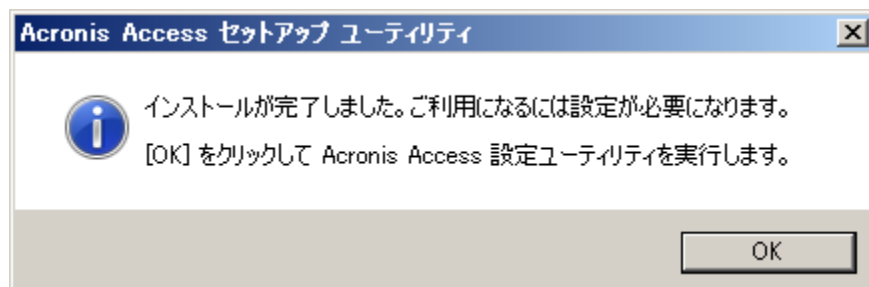 Acronis Access セットアップ ユーティリティ
インストールが完了しました。ご利用になるには設定が必要になります。
[OK] をクリックして Acronis Access 設定ユーティリティを実行します。
OK